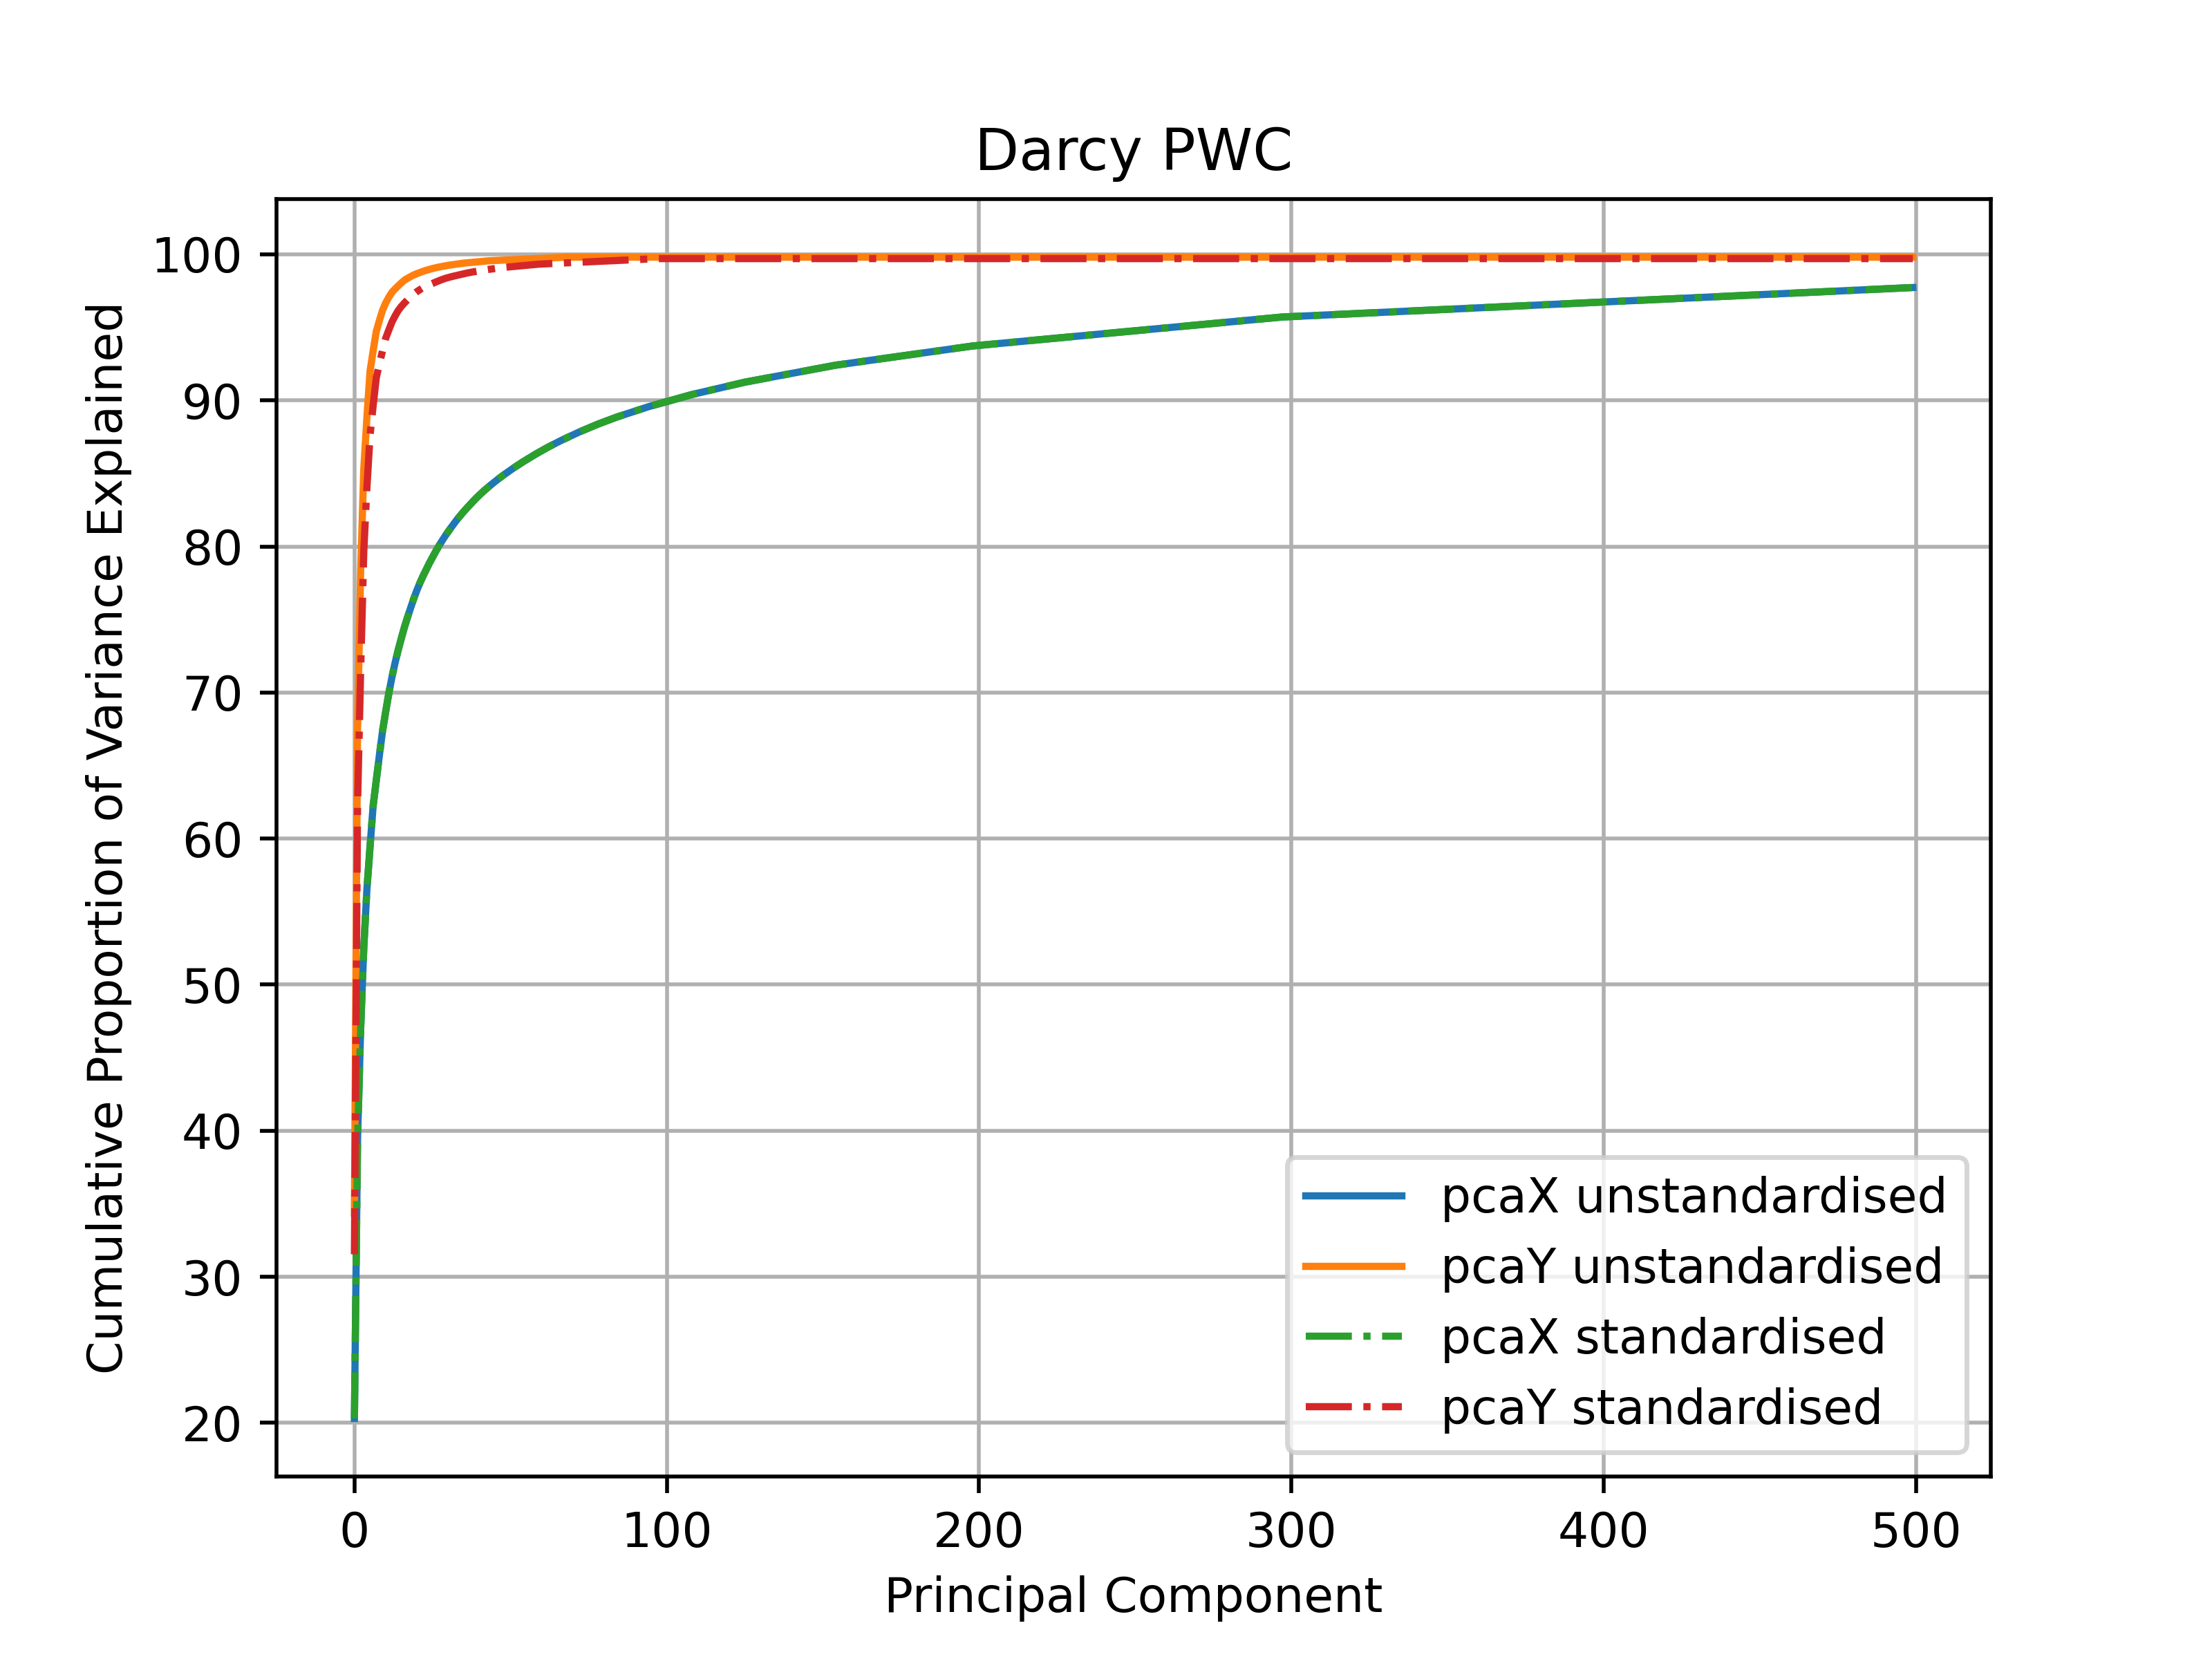 Darcy PWC
Cumulative Proportion of Variance Explained
100
90
80
70
60
50
40
30
20
pcaX unstandardised
pcaY unstandardised
pcaX standardised
pcaY standardised
0 100 200 300 400 500
Principal Component